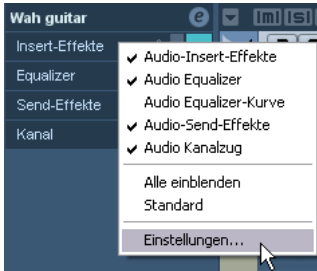 Wah guitar
e
m
s
Insert-Effekte
Equalizer
Send-Effekte
Kanal
Audio-Insert-Effekte
Audio Equalizer
Audio Equalizer-Kurve
Audio-Send-Effekte
Audio Kanalzug
Alle einblenden
Standard
Einstellungen...